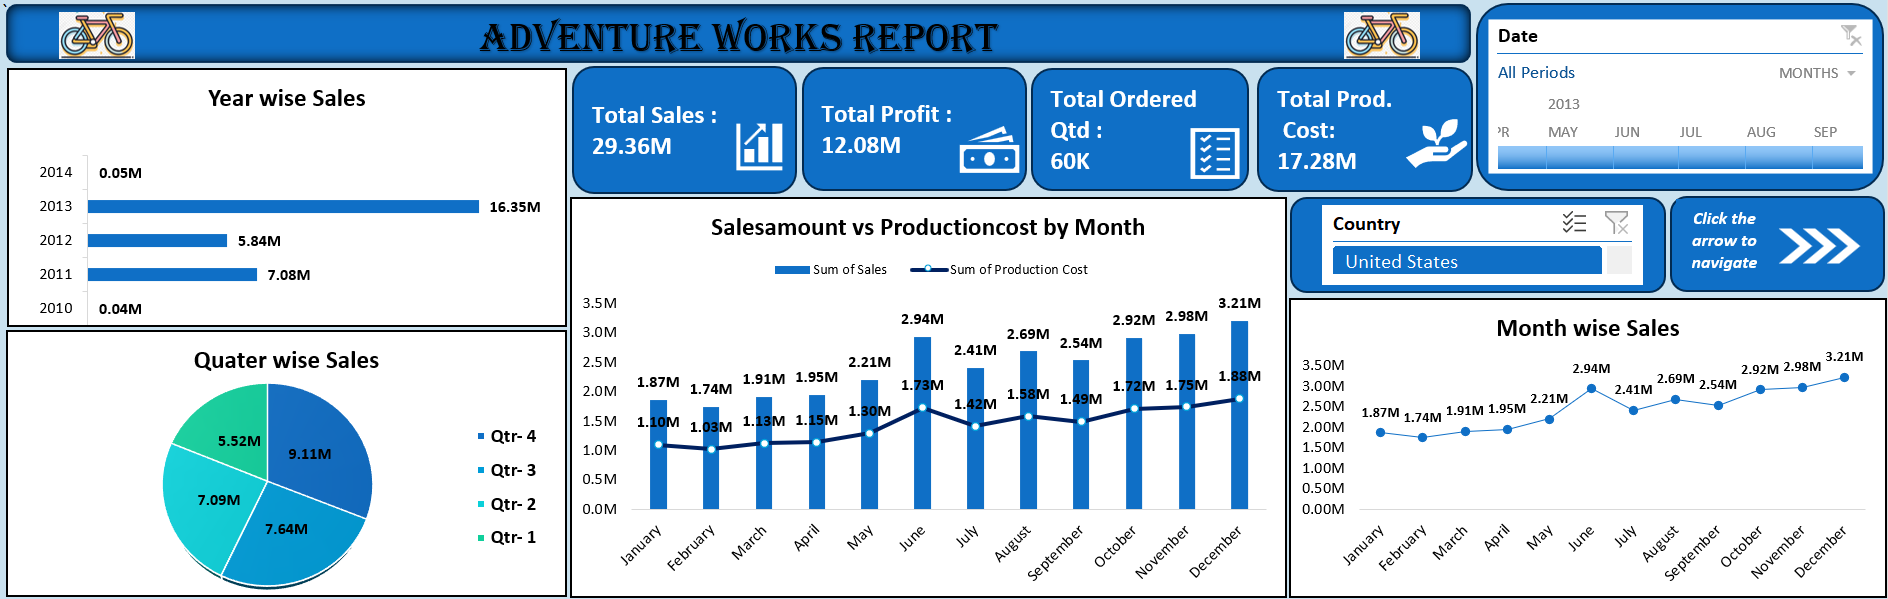 ADVENTURE WORKS REPORT
Year wise Sales
2014 0.05M
2013 16.35M
2012 5.84M
2011 7.08M
2010 0.04M
Quater wise Sales
5.52M
9.11M
7.09M
7.64M
Qtr- 4
Qtr- 3
Qtr- 2
Qtr- 1
Total Sales :
29.36M
Total Profit :
12.08M
Total Ordered
Qtd :
60K
Total Prod.
Cost:
17.28M
Date
All Periods MONTHS
2013
PR MAY JUN JUL AUG SEP
Salesamount vs Productioncost by Month
Sum of Sales Sum of Production Cost
3.5M
3.0M
2.5M
2.0M
1.5M
1.0M
0.5M
0.0M
1.87M 1.74M 1.91M 1.95M 2.21M 2.94M 2.41M 2.69M 2.54M 2.92M 2.98M 3.21M
1.10M 1.03M 1.13M 1.15M 1.30M 1.73M 1.42M 1.58M 1.49M 1.72M 1.75M 1.88M
January February March April May June July August September October November December
Country
United States
Click the
arrow to
navigate
Month wise Sales
3.50M
3.00M
2.50M
2.00M
1.50M
1.00M
0.50M
0.00M
1.87M 1.74M 1.91M 1.95M 2.21M 2.94M 2.41M 2.69M 2.54M 2.92M 2.98M 3.21M
January February March April May June July August September October November December